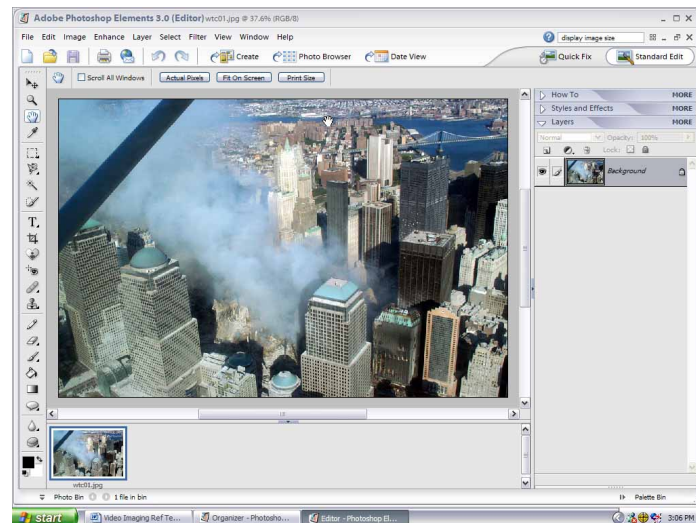 Adobe Photoshop Elements 3.0 (Editor) wtc01.jpg @ 37.6% (RGB/8)
File Edit Image Enhance Layer Select Filter View Window Help
display image size
Create Photo Browser Date View
Quick Fix Standard Edit
Scroll All Windows Actual Pixels Fit On Screen Print Size
How To MORE
Styles and Effects MORE
Layers MORE
Normal Opacity: 100%
Lock:
Background
T
wtc01.jpg
Photo Bin 1 file in bin
Palette Bin
start Video Imaging Ref Te... Organizer - Photosho... Editor - Photoshop El... 3:06 PM